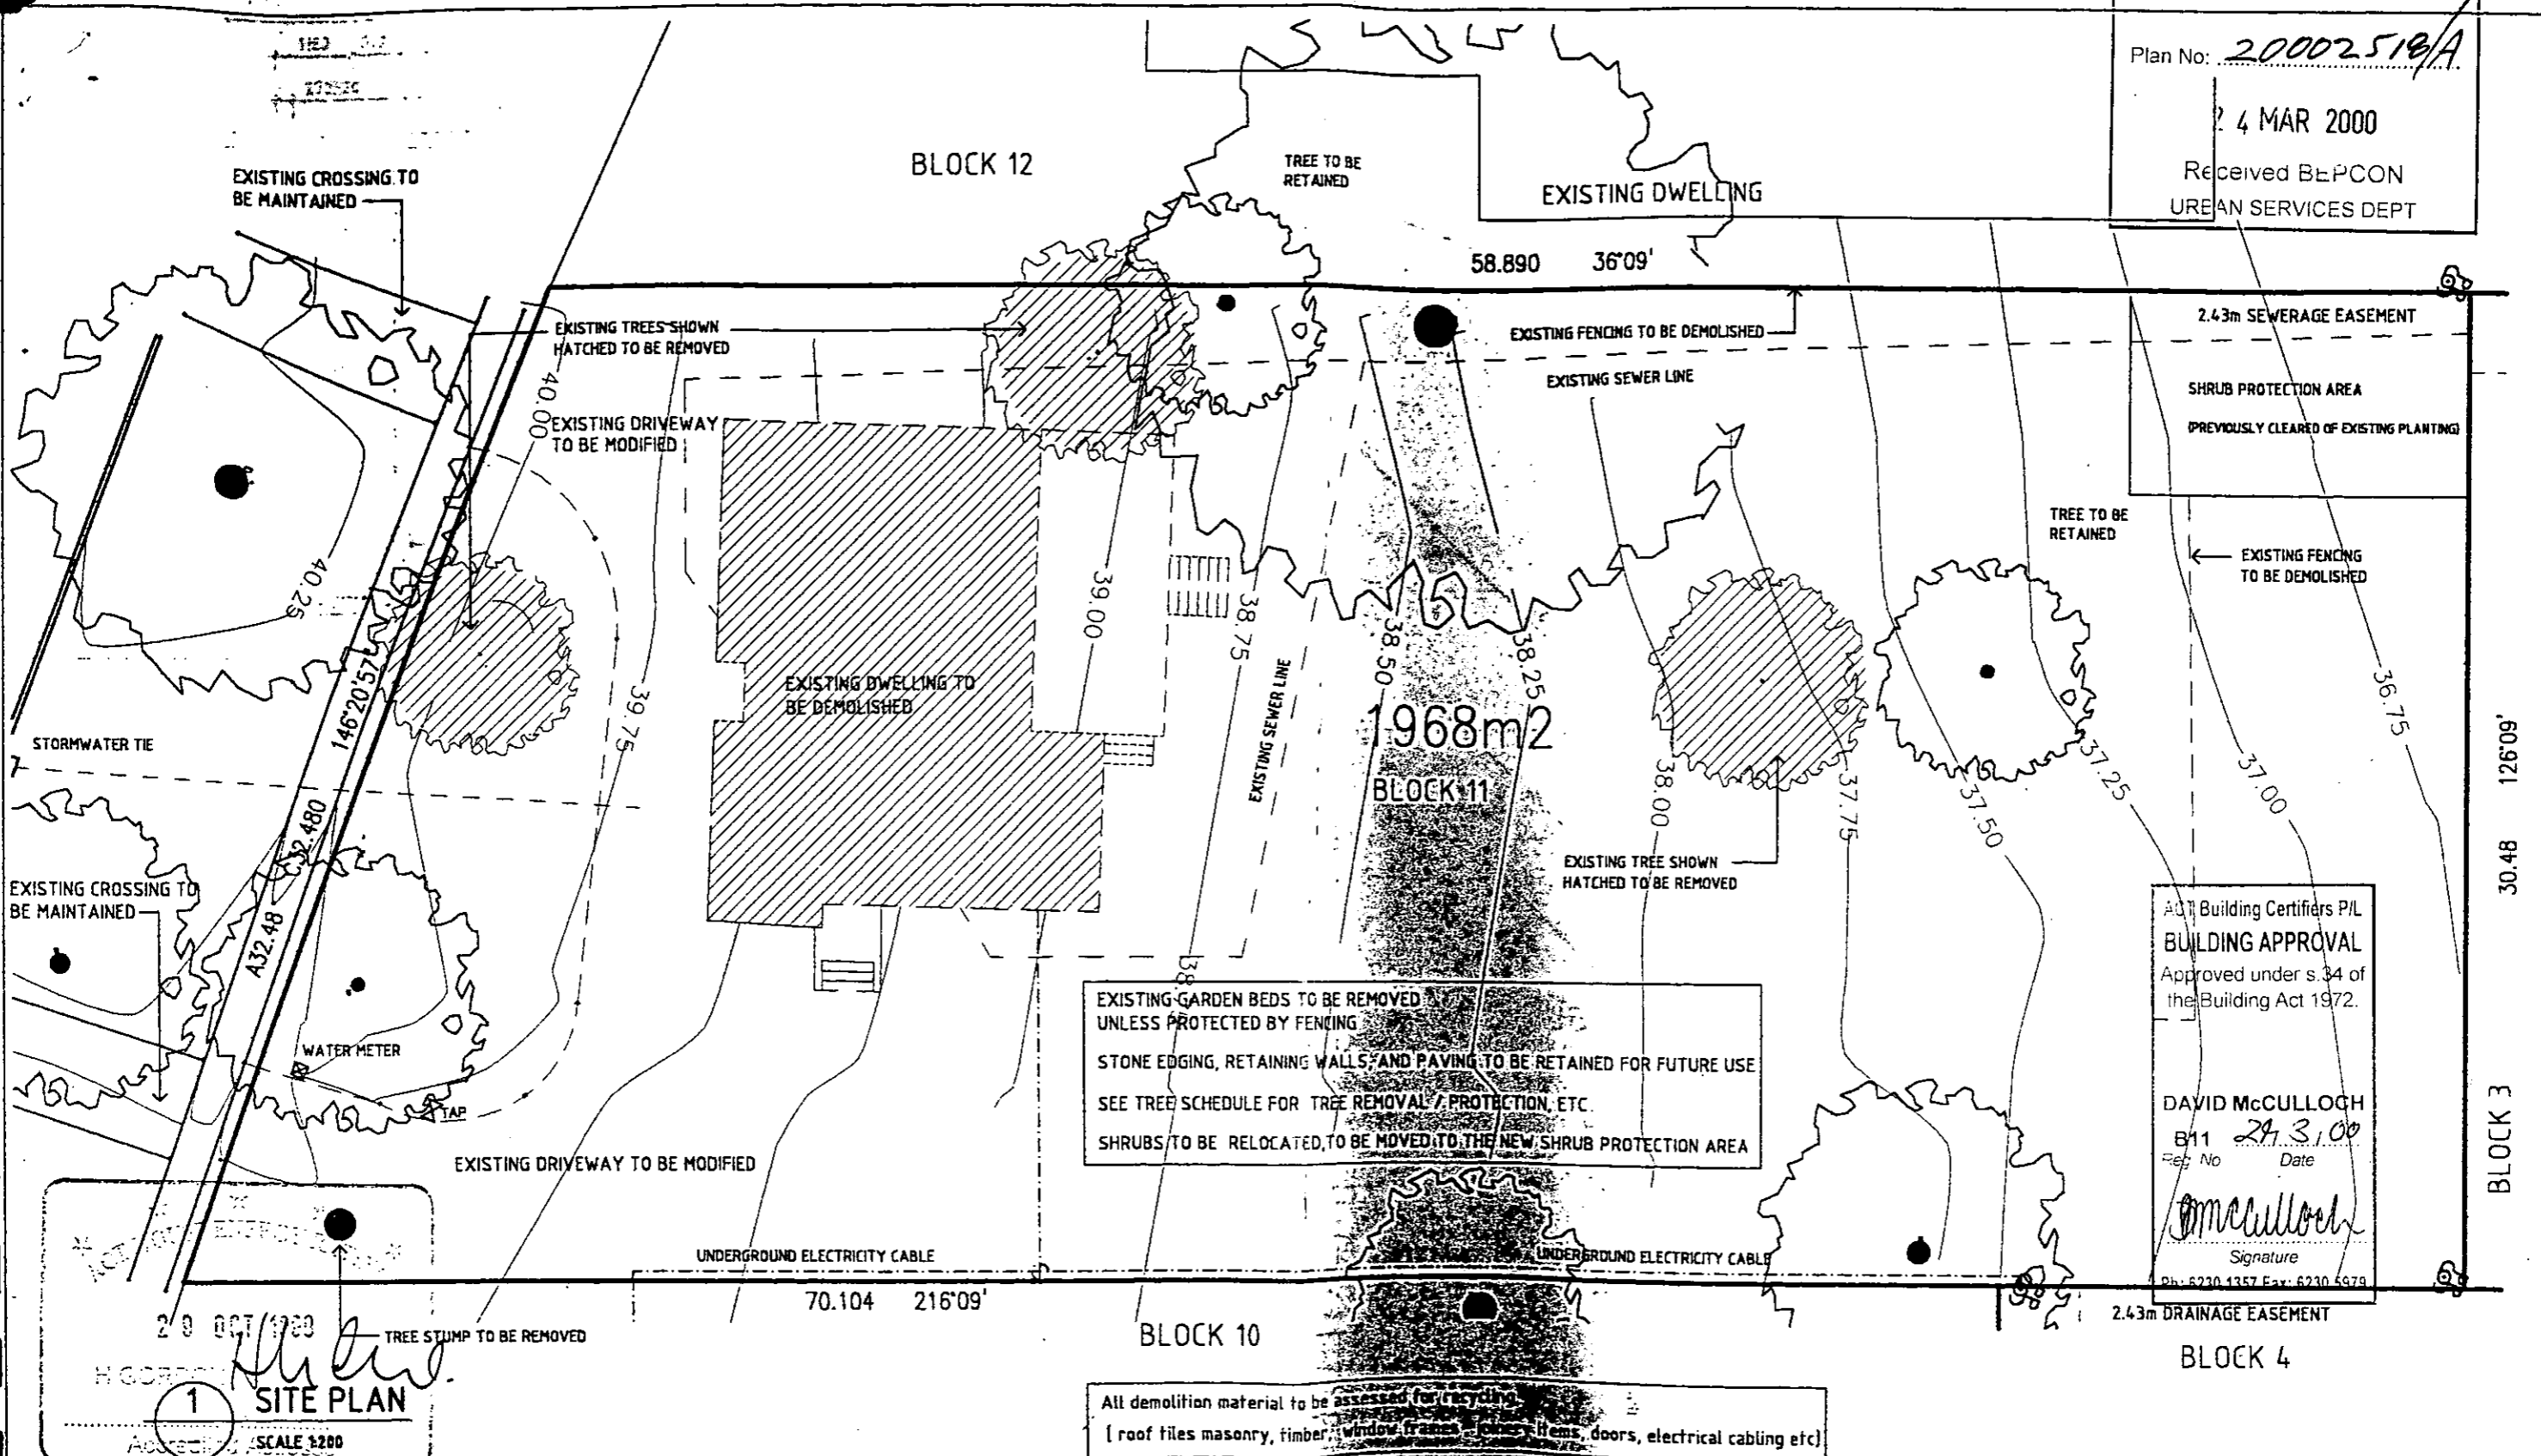 Plan No: 20002518/A
4 MAR 2000
Received BEPCON
URBAN SERVICES DEPT
BLOCK 12
TREE TO BE
RETAINED
EXISTING DWELLING
EXISTING CROSSING TO
BE MAINTAINED
58.890 36°09'
EXISTING TREES SHOWN
HATCHED TO BE REMOVED
EXISTING FENCING TO BE DEMOLISHED
2.43m SEWERAGE EASEMENT
EXISTING SEWER LINE
SHRUB PROTECTION AREA
(PREVIOUSLY CLEARED OF EXISTING PLANTING)
40.00
EXISTING DRIVEWAY
TO BE MODIFIED
TREE TO BE
RETAINED
EXISTING FENCING
TO BE DEMOLISHED
40.25
39.75
39.00
38.75
38.50
38.25
38.00
37.75
37.50
37.25
37.00
36.75
146°20'57"
32.480
A32.48
EXISTING DWELLING TO
BE DEMOLISHED
EXISTING SEWER LINE
1968m2
BLOCK 11
STORMWATER TIE
126°09'
30.48
BLOCK 3
EXISTING TREE SHOWN
HATCHED TO BE REMOVED
EXISTING CROSSING TO
BE MAINTAINED
ACT Building Certifiers P/L
BUILDING APPROVAL
Approved under s.34 of
the Building Act 1972.
DAVID McCULLOCH
B11 24.3.00
Reg No Date
DMcCulloch
Signature
Ph: 6230 1357 Fax: 6230 5979
38
EXISTING GARDEN BEDS TO BE REMOVED
UNLESS PROTECTED BY FENCING
STONE EDGING, RETAINING WALLS, AND PAVING TO BE RETAINED FOR FUTURE USE
SEE TREE SCHEDULE FOR TREE REMOVAL / PROTECTION, ETC.
SHRUBS TO BE RELOCATED, TO BE MOVED TO THE NEW SHRUB PROTECTION AREA
WATER METER
TAP
EXISTING DRIVEWAY TO BE MODIFIED
UNDERGROUND ELECTRICITY CABLE
UNDERGROUND ELECTRICITY CABLE
70.104 216°09'
2.43m DRAINAGE EASEMENT
BLOCK 10
BLOCK 4
TREE STUMP TO BE REMOVED
1
SITE PLAN
SCALE 1:200
All demolition material to be assessed for recycling
( roof tiles masonry, timber, window frames, joinery items, doors, electrical cabling etc)